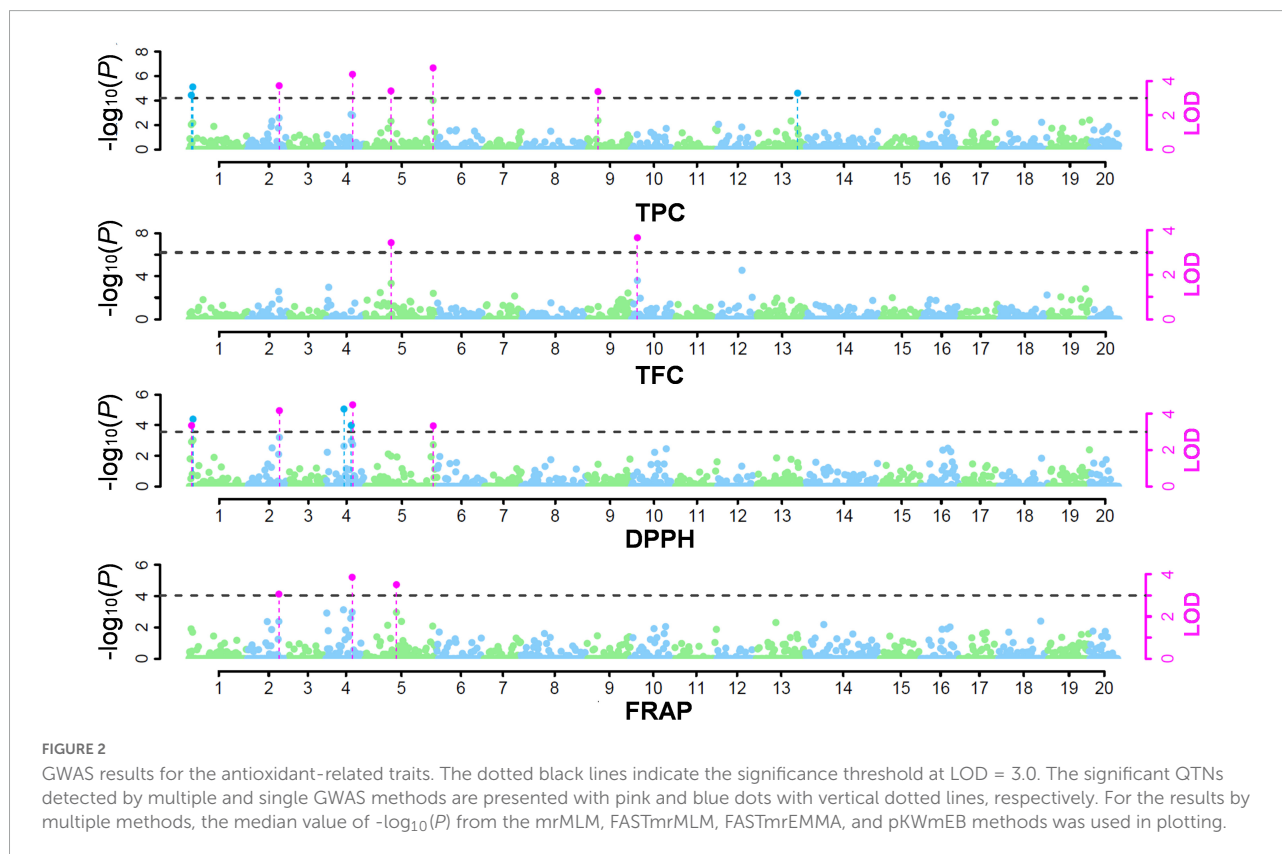 -log10(P)
8
6
4
2
0
4
2
0
LOD
1 2 3 4 5 6 7 8 9 10 11 12 13 14 15 16 17 18 19 20
TPC
-log10(P)
8
4
0
4
2
0
LOD
1 2 3 4 5 6 7 8 9 10 11 12 13 14 15 16 17 18 19 20
TFC
-log10(P)
6
4
2
0
4
2
0
LOD
1 2 3 4 5 6 7 8 9 10 11 12 13 14 15 16 17 18 19 20
DPPH
-log10(P)
6
4
2
0
4
2
0
LOD
1 2 3 4 5 6 7 8 9 10 11 12 13 14 15 16 17 18 19 20
FRAP
FIGURE 2
GWAS results for the antioxidant-related traits. The dotted black lines indicate the significance threshold at LOD = 3.0. The significant QTNs
detected by multiple and single GWAS methods are presented with pink and blue dots with vertical dotted lines, respectively. For the results by
multiple methods, the median value of -log10(P) from the mrMLM, FASTmrMLM, FASTmrEMMA, and pKWmEB methods was used in plotting.